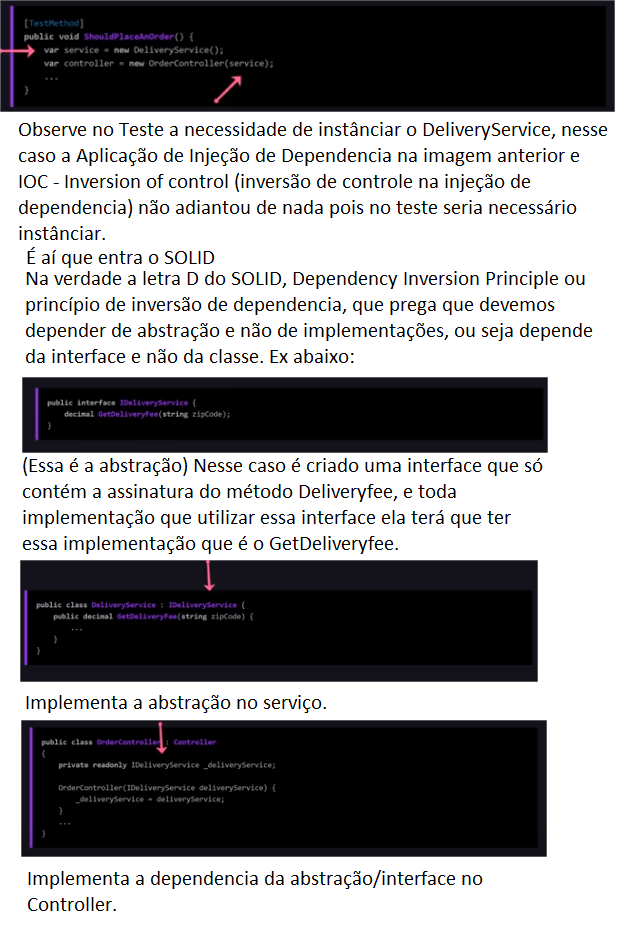 [TestMethod]
public void ShouldPlaceAnOrder() {
var service = new DeliveryService();
var controller = new OrderController(service);
...
}
Observe no Teste a necessidade de instânciar o DeliveryService, nesse
caso a Aplicação de Injeção de Dependencia na imagem anterior e
IOC - Inversion of control (inversão de controle na injeção de
dependencia) não adiantou de nada pois no teste seria necessário
instânciar.
É aí que entra o SOLID
Na verdade a letra D do SOLID, Dependency Inversion Principle ou
princípio de inversão de dependencia, que prega que devemos
depender de abstração e não de implementações, ou seja depende
da interface e não da classe. Ex abaixo:
public interface IDeliveryService {
decimal GetDeliveryFee(string zipCode);
}
(Essa é a abstração) Nesse caso é criado uma interface que só
contém a assinatura do método Deliveryfee, e toda
implementação que utilizar essa interface ela terá que ter
essa implementação que é o GetDeliveryfee.
public class DeliveryService : IDeliveryService {
public decimal GetDeliveryFee(string zipCode) {
...
}
}
Implementa a abstração no serviço.
public class OrderController : Controller
{
private readonly IDeliveryService _deliveryService;
OrderController(IDeliveryService deliveryService) {
_deliveryService = deliveryService;
}
...
}
Implementa a dependencia da abstração/interface no
Controller.